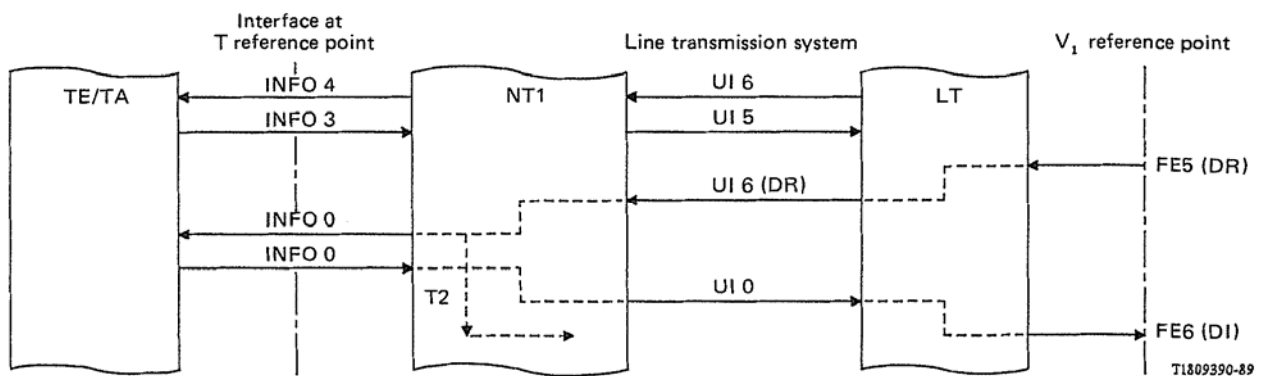 Interface at
T reference point
Line transmission system
V₁ reference point
TE/TA
INFO 4
NT1
UI 6
LT
INFO 3
UI 5
FE5 (DR)
UI 6 (DR)
INFO 0
INFO 0
T2
UI 0
FE6 (DI)
T1809390-89